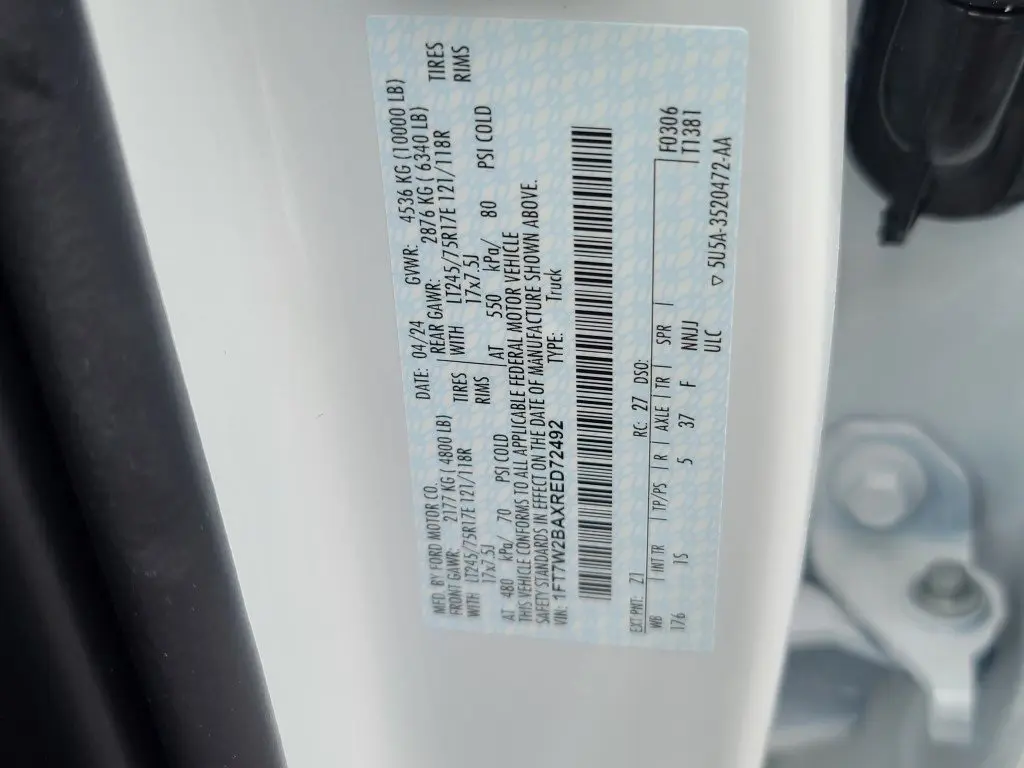 MFD. BY FORD MOTOR CO. DATE: 04/24 GVWR: 4536 KG (10000 LB)
FRONT GAWR: 2177 KG ( 4800 LB) REAR GAWR: 2876 KG ( 6340 LB)
WITH LT245/75R17E 121/118R TIRES WITH LT245/75R17E 121/118R TIRES
17x7.5J RIMS 17x7.5J RIMS
AT 480 kPa/ 70 PSI COLD AT 550 kPa/ 80 PSI COLD
THIS VEHICLE CONFORMS TO ALL APPLICABLE FEDERAL MOTOR VEHICLE
SAFETY STANDARDS IN EFFECT ON THE DATE OF MANUFACTURE SHOWN ABOVE.
VIN: 1FT7W2BAXRED72492 TYPE: Truck
EXT PNT: Z1 RC: 27 DSO: F0306
WB INT TR TP/PS R AXLE TR SPR T1381
176 1S 5 37 F NNUJ
ULC
▽ 5U5A-3520472-AA